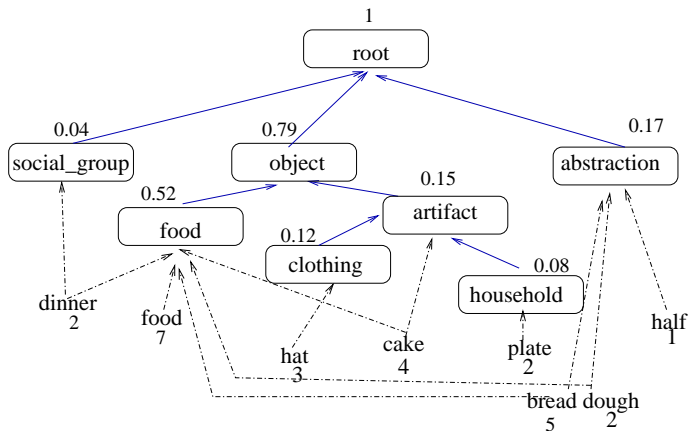 1
root
0.04
0.79
0.17
social_group
object
abstraction
0.52
0.15
food
artifact
0.12
clothing
0.08
household
dinner
2
food
7
hat
3
cake
4
plate
2
half
1
bread dough
5
2